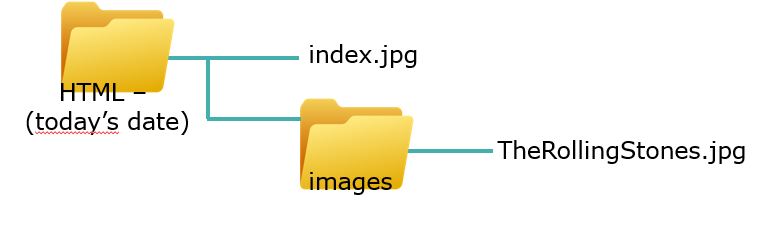 index.jpg
HTML –
(today’s date)
TheRollingStones.jpg
images